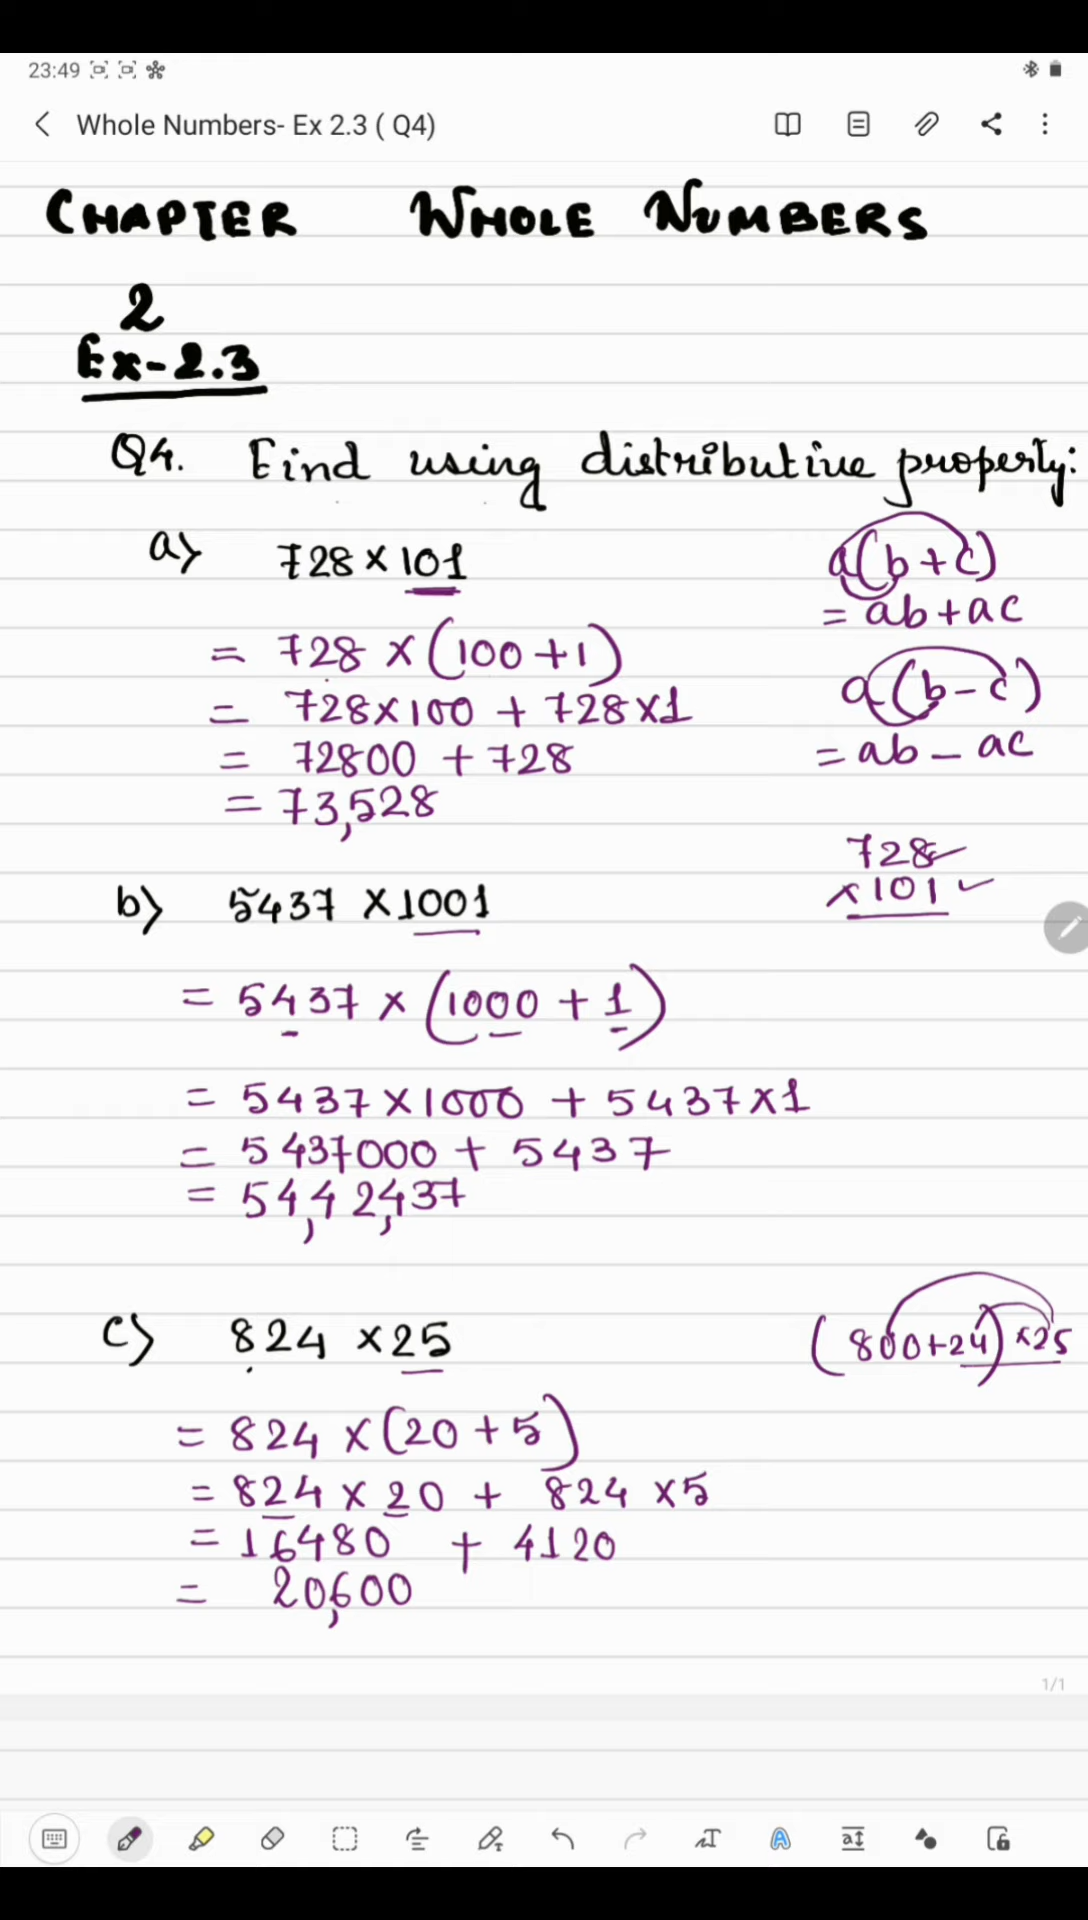 23:49
Whole Numbers- Ex 2.3 ( Q4)
CHAPTER WHOLE NUMBERS
2
Ex-2.3
Q4. Find using distributive property:
a) 728 × 101
= 728 × (100 + 1)
= 728×100 + 728×1
= 72800 + 728
= 73,528
a(b+c)
= ab+ac
a(b-c)
= ab - ac
728
×101
b) 5437 × 1001
= 5437 × (1000 + 1)
= 5437×1000 + 5437×1
= 5437000 + 5437
= 54,42,437
c) 824 × 25
(800+24)×25
= 824 × (20 + 5)
= 824 × 20 + 824 × 5
= 16480 + 4120
= 20,600
1/1